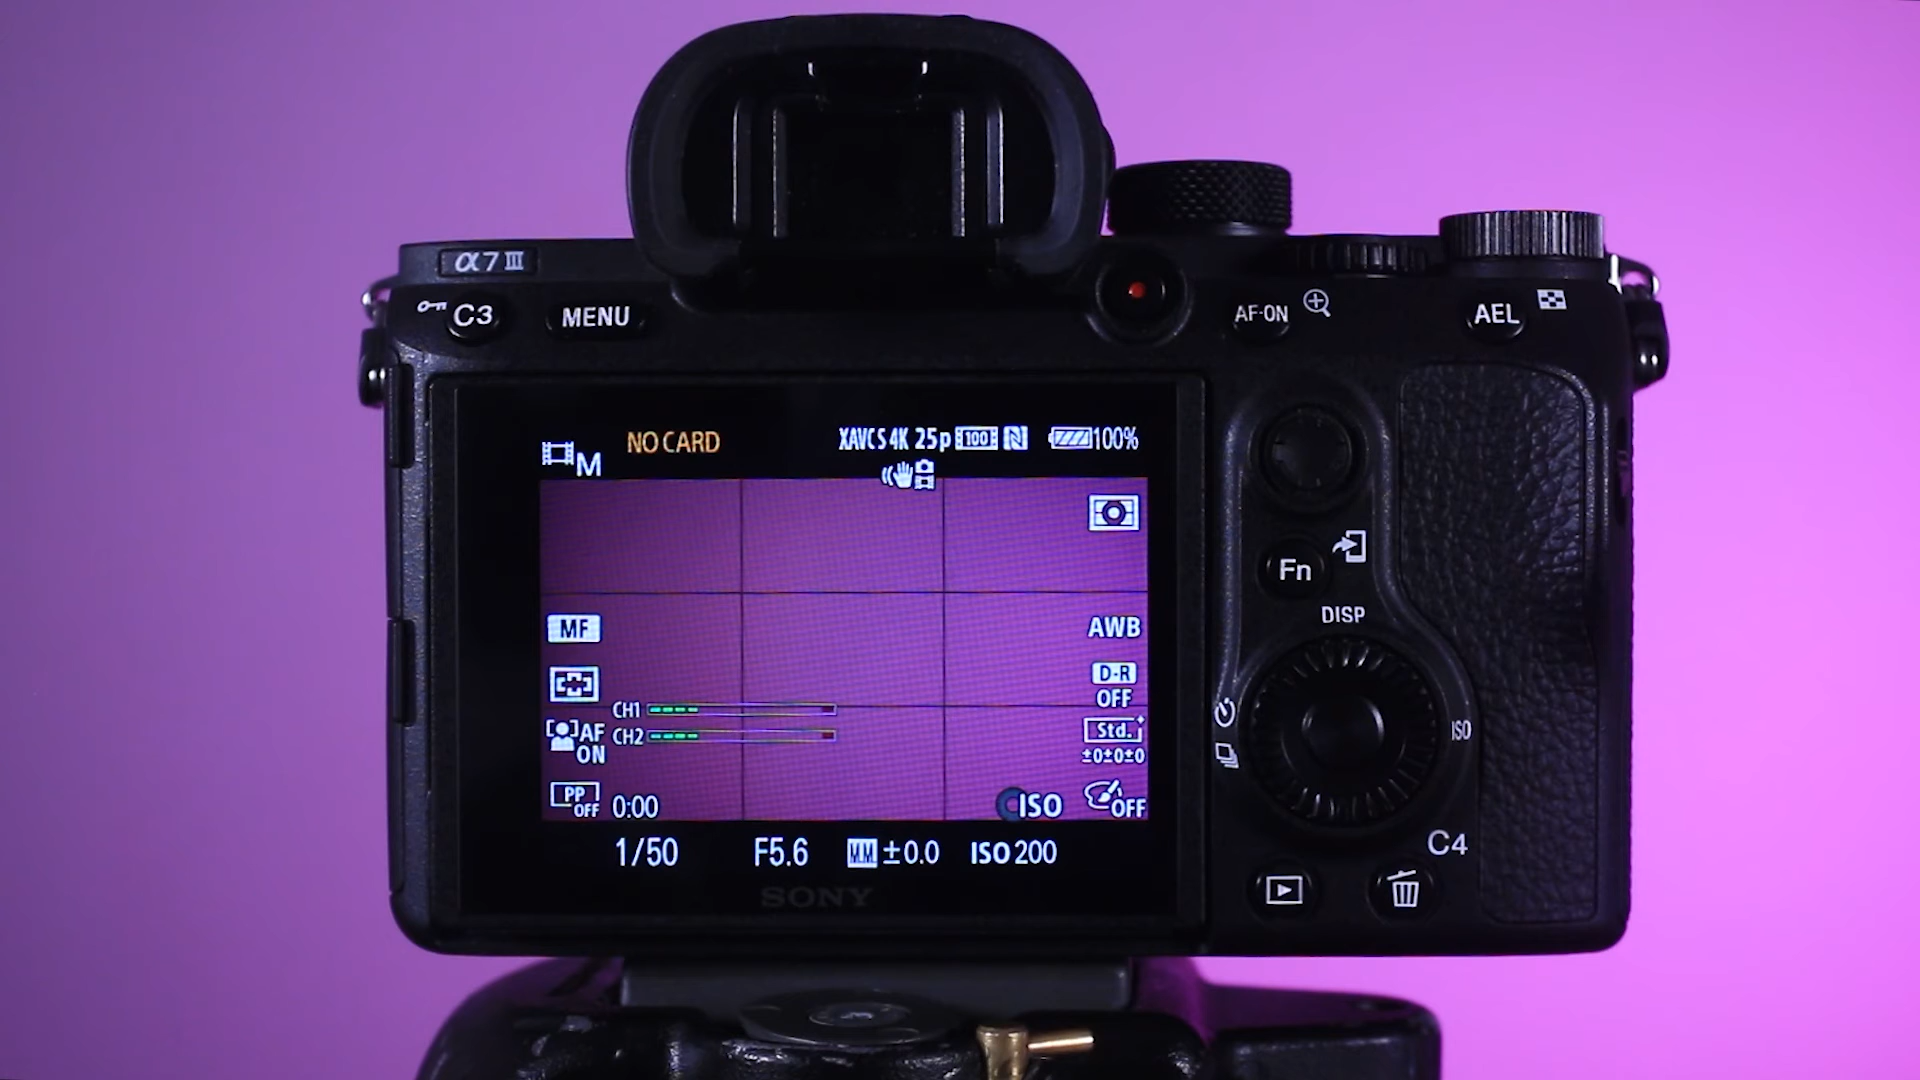 α7III
C3
MENU
AF-ON
AEL
NO CARD
XAVC S 4K 25p 100 100%
M
MF
AWB
D-R
OFF
CH1
AF
ON
CH2
Std.
±0±0±0
PP
OFF
0:00
ISO
OFF
1/50 F5.6 M.M. ±0.0 ISO 200
SONY
Fn
DISP
ISO
C4